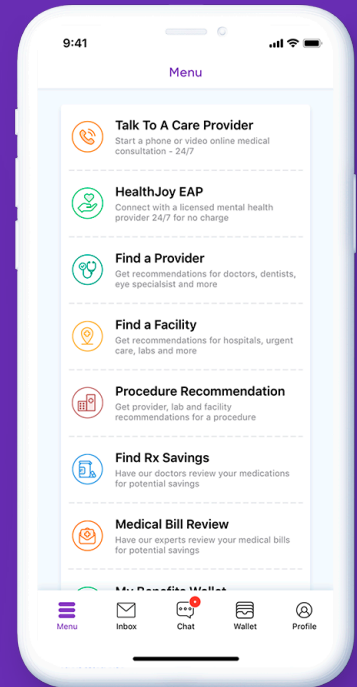 9:41
Menu
Talk To A Care Provider
Start a phone or video online medical
consultation - 24/7
HealthJoy EAP
Connect with a licensed mental health
provider 24/7 for no charge
Find a Provider
Get recommendations for doctors, dentists,
eye specialsist and more
Find a Facility
Get recommendations for hospitals, urgent
care, labs and more
Procedure Recommendation
Get provider, lab and facility
recommendations for a procedure
Find Rx Savings
Have our doctors review your medications
for potential savings
Medical Bill Review
Have our experts review your medical bills
for potential savings
My Benefits Wallet
Menu Inbox Chat Wallet Profile